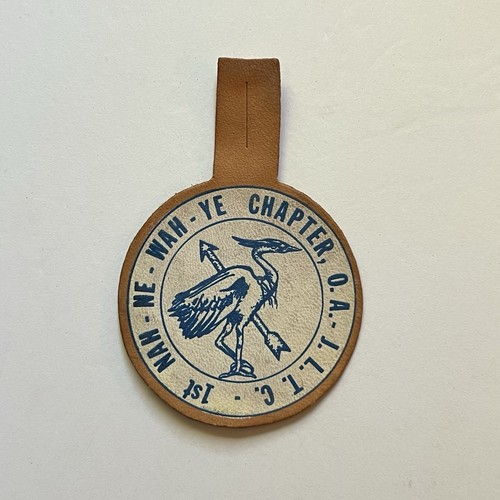 1st NAH-NE-WAH-YE CHAPTER, O.A.-J.L.T.C.-